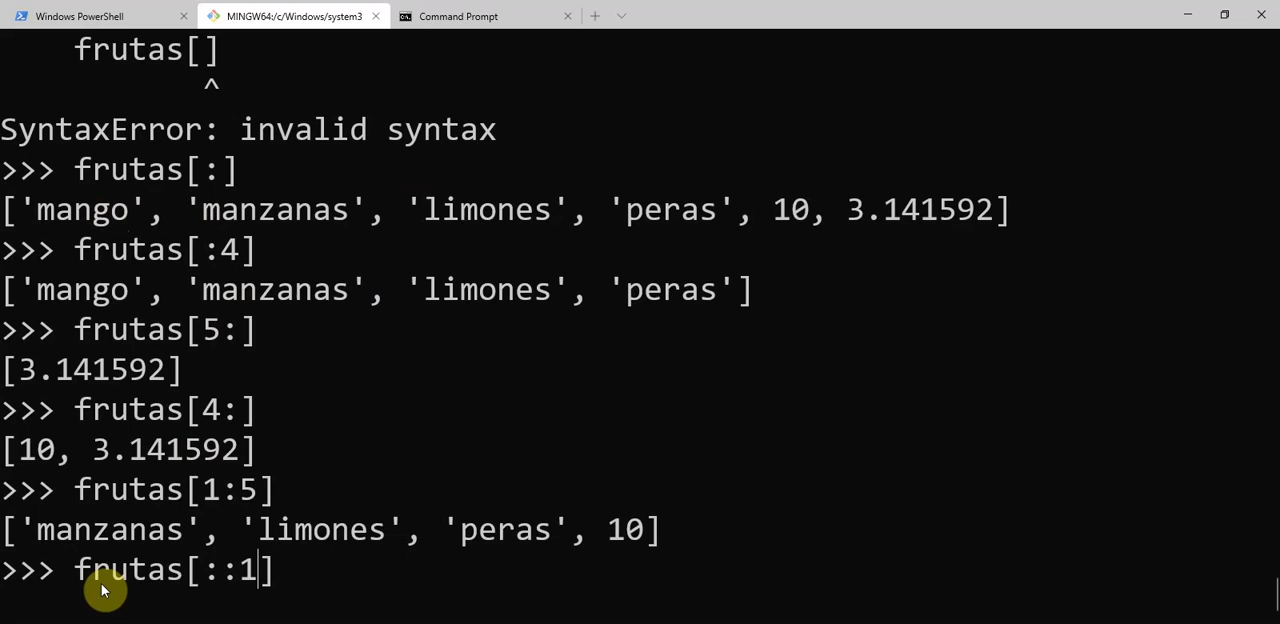 Windows PowerShell
MINGW64:/c/Windows/system3
Command Prompt
frutas[]
^
SyntaxError: invalid syntax
>>> frutas[:]
['mango', 'manzanas', 'limones', 'peras', 10, 3.141592]
>>> frutas[:4]
['mango', 'manzanas', 'limones', 'peras']
>>> frutas[5:]
[3.141592]
>>> frutas[4:]
[10, 3.141592]
>>> frutas[1:5]
['manzanas', 'limones', 'peras', 10]
>>> frutas[::1]